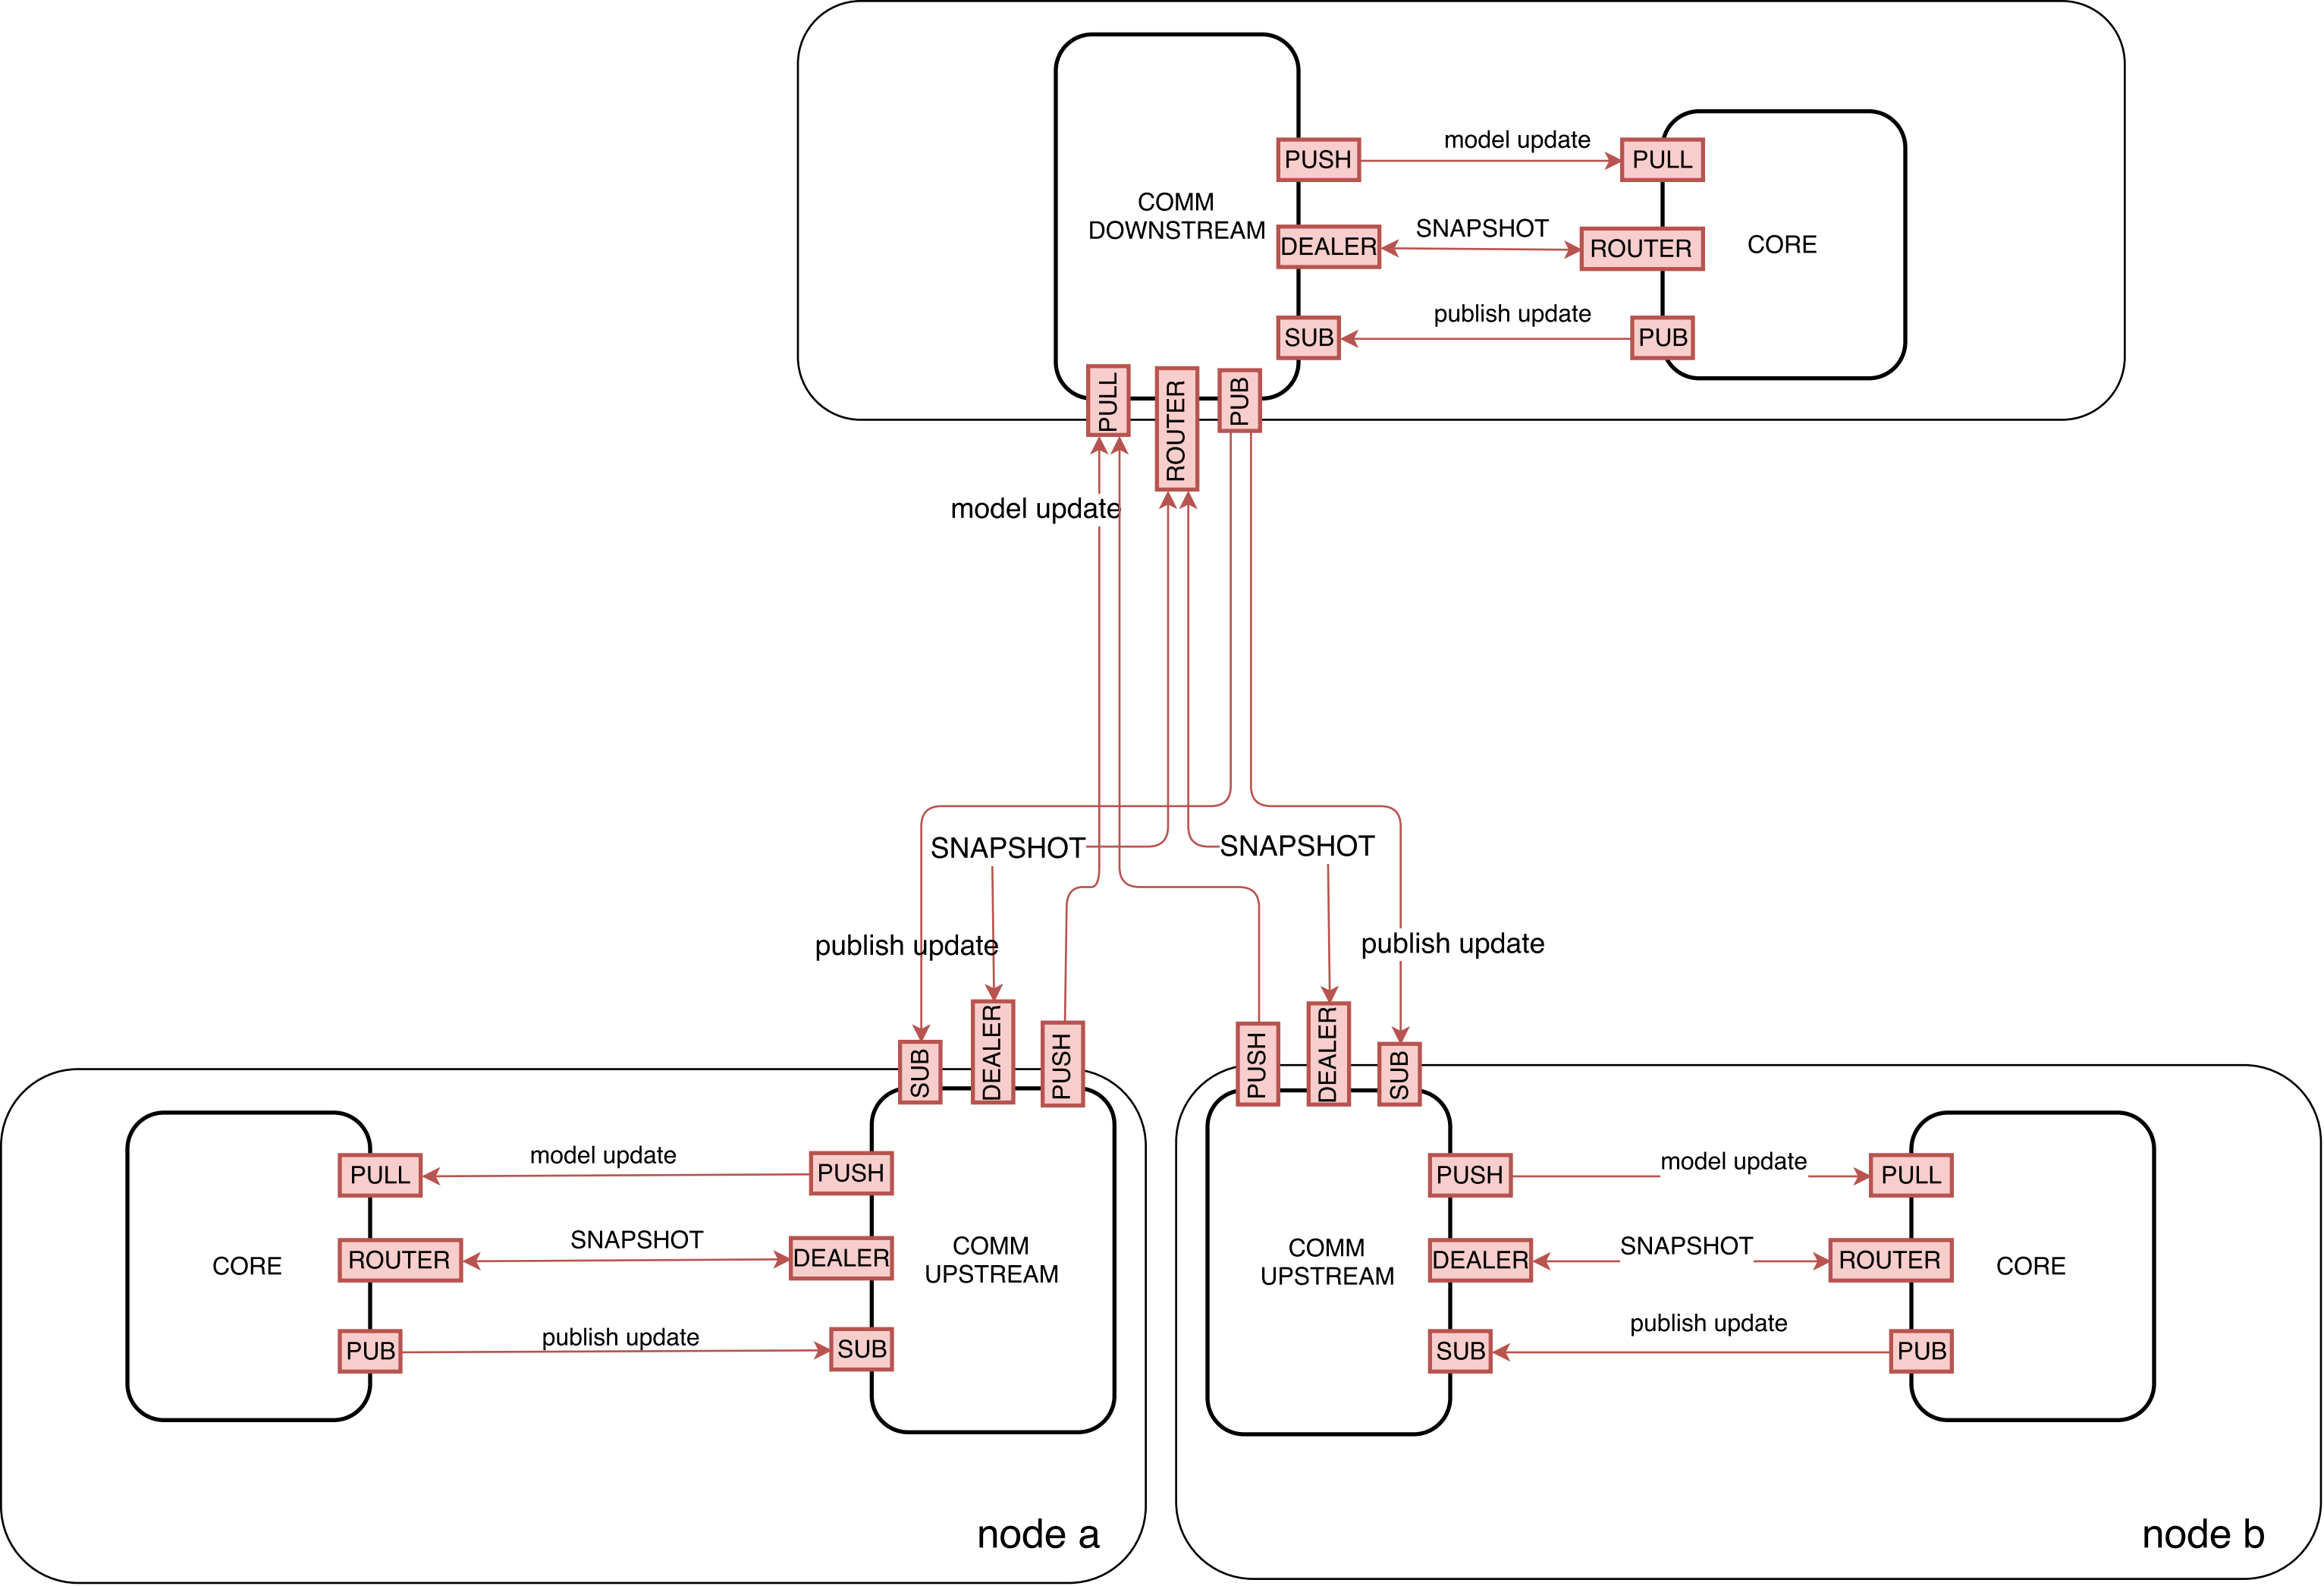 PUSH
model update
PULL
COMM
DOWNSTREAM
DEALER
SNAPSHOT
ROUTER
CORE
SUB
publish update
PUB
PULL
ROUTER
PUB
model update
SNAPSHOT
SNAPSHOT
publish update
publish update
SUB
DEALER
PUSH
PUSH
DEALER
SUB
PULL
model update
PUSH
CORE
ROUTER
SNAPSHOT
DEALER
COMM
UPSTREAM
PUB
publish update
SUB
node a
PUSH
model update
PULL
COMM
UPSTREAM
DEALER
SNAPSHOT
ROUTER
CORE
SUB
publish update
PUB
node b